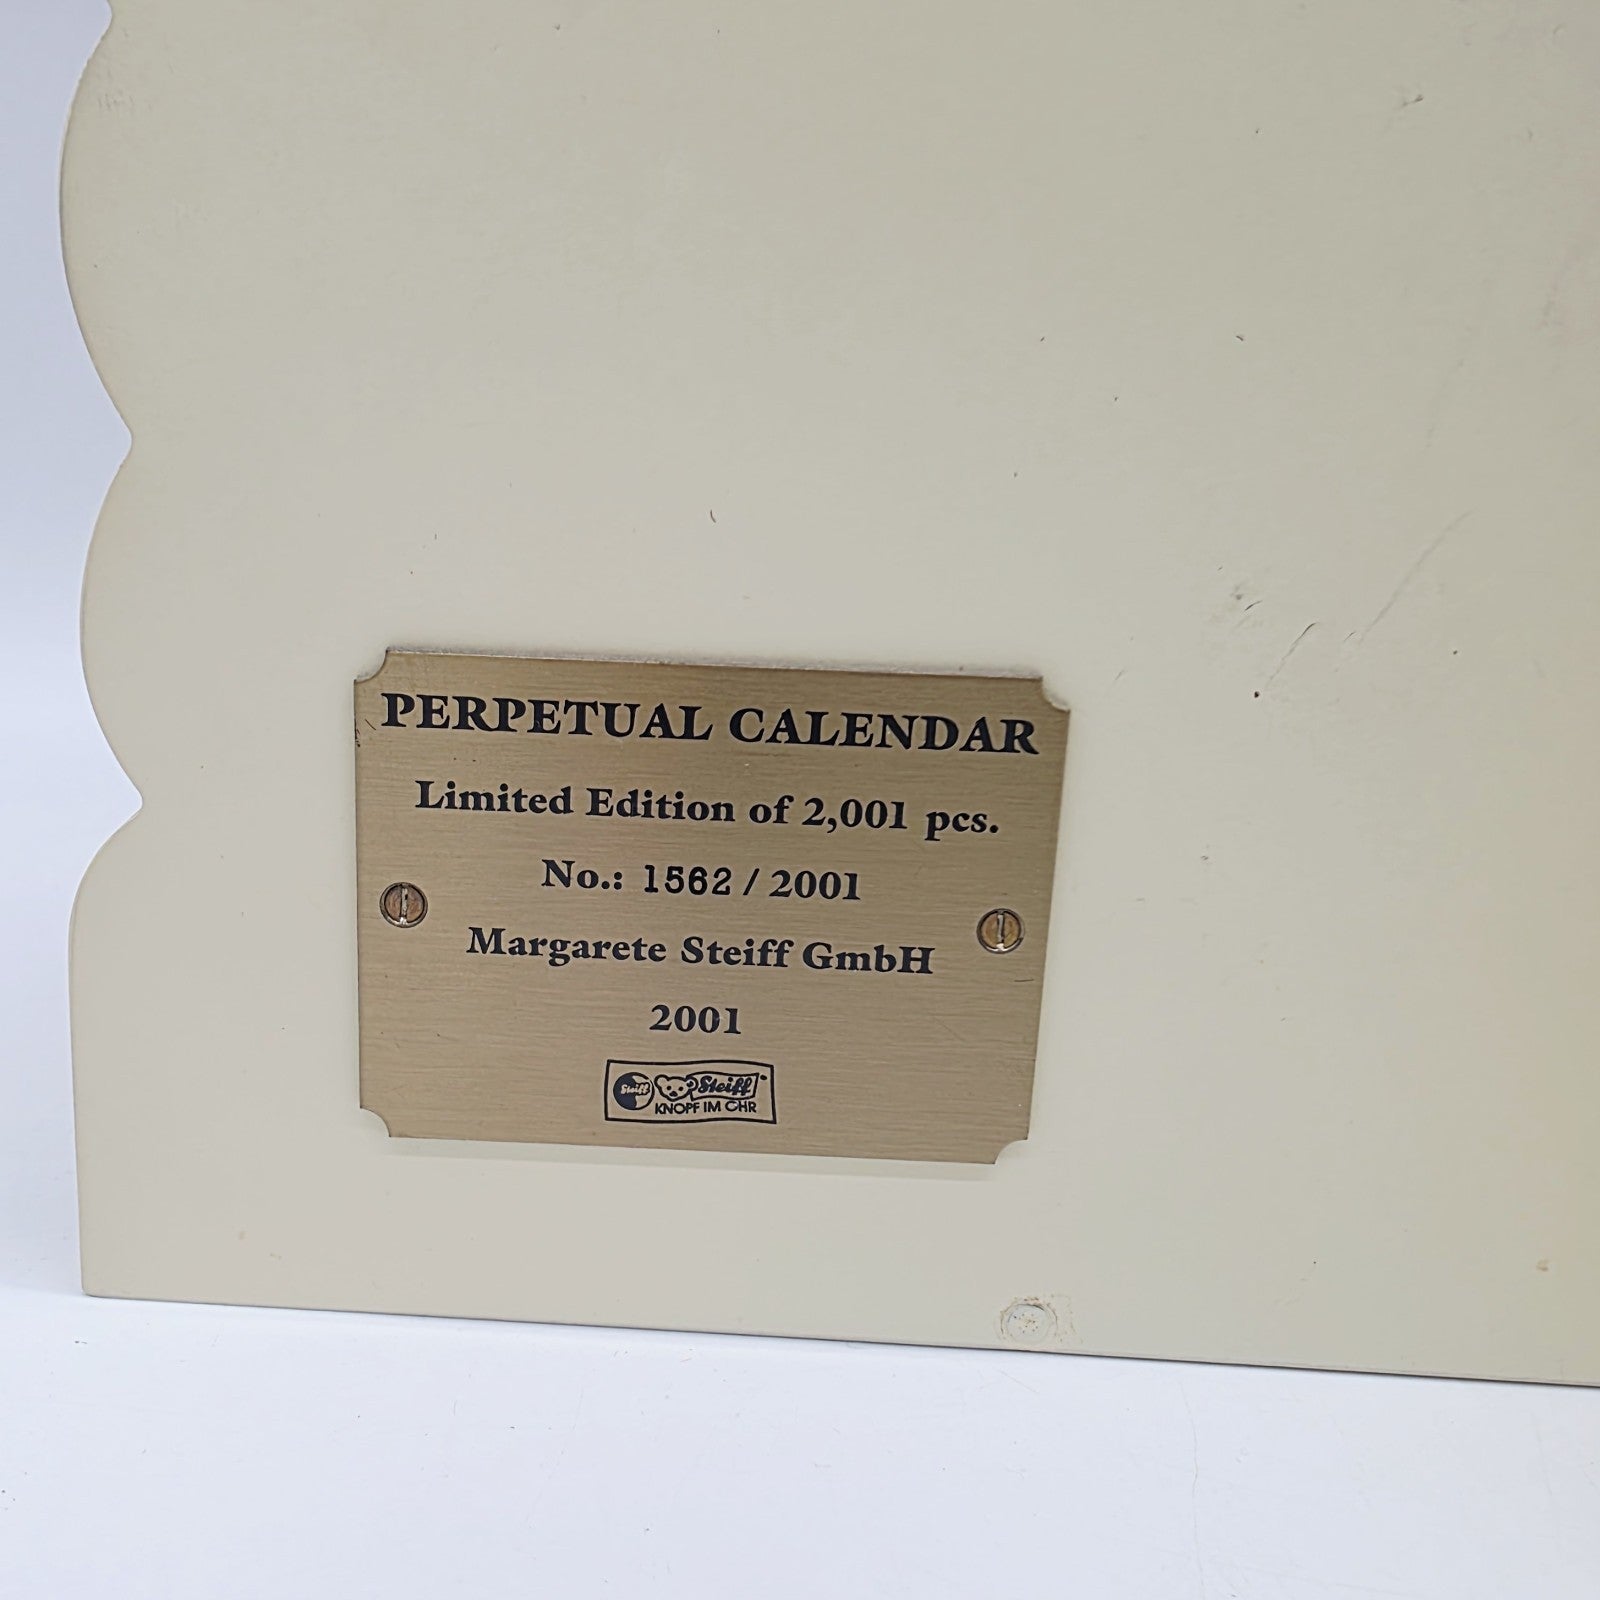 PERPETUAL CALENDAR
Limited Edition of 2,001 pcs.
No.: 1562 / 2001
Margarete Steiff GmbH
2001
Steiff Steiff
KNOPF IM OHR